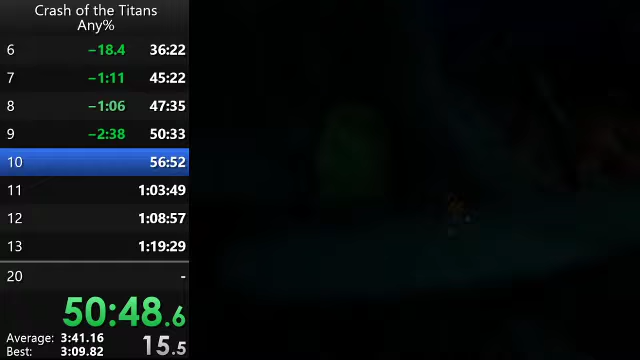 Crash of the Titans
Any%
6 −18.4 36:22
7 −1:11 45:22
8 −1:06 47:35
9 −2:38 50:33
10 56:52
11 1:03:49
12 1:08:57
13 1:19:29
20 -
50:48.6
Average: 3:41.16
Best: 3:09.82
15.5